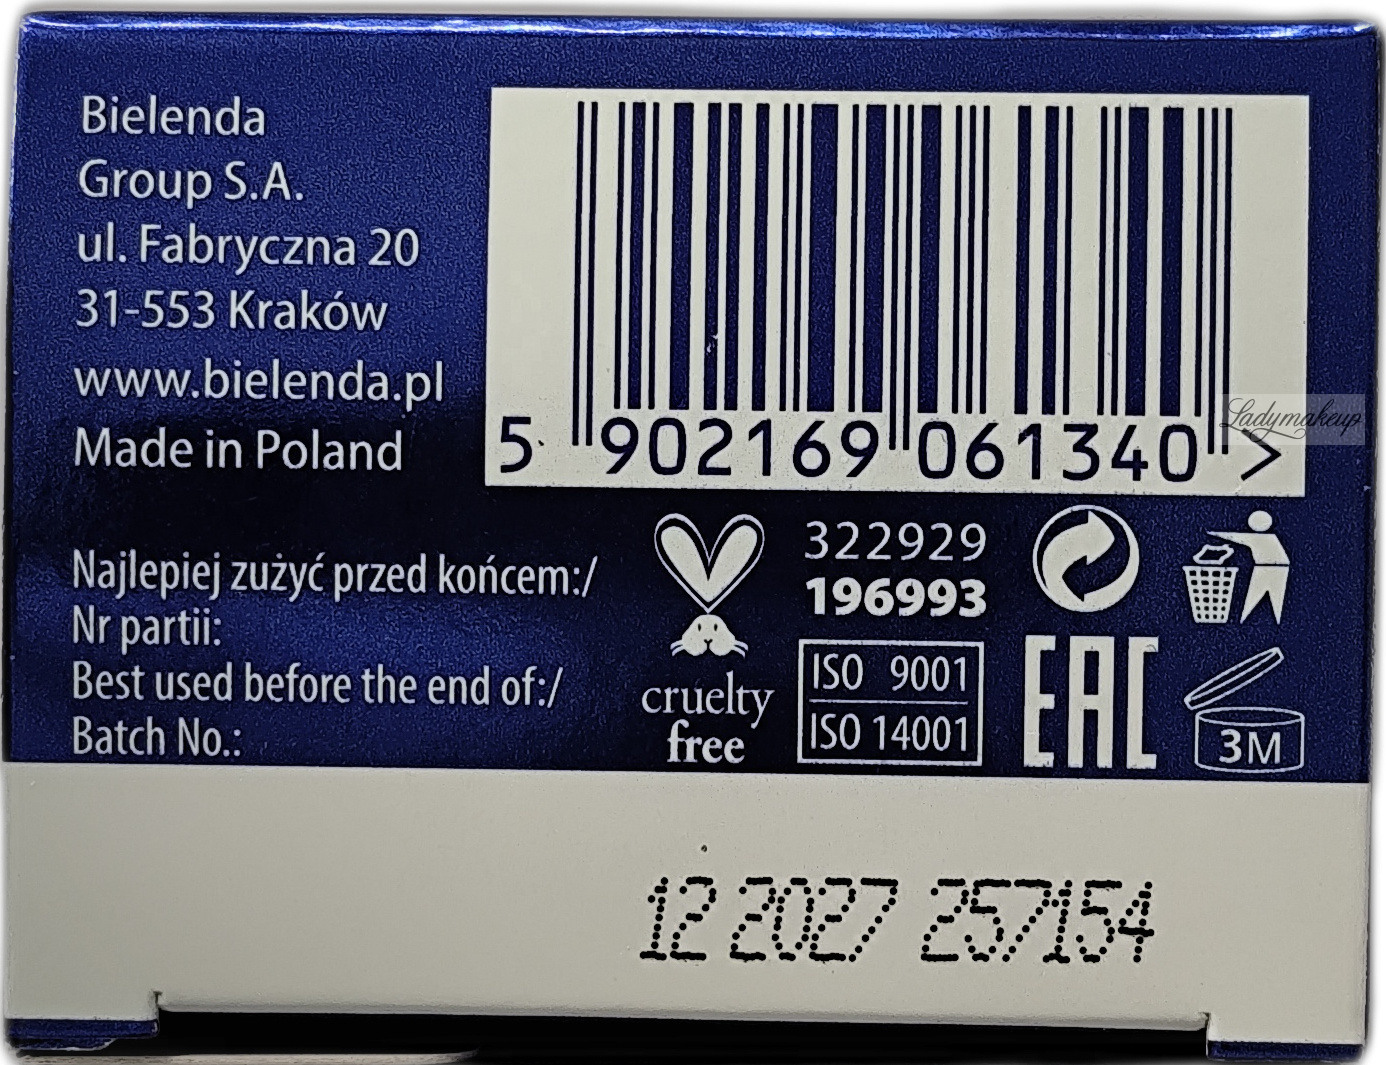 Bielenda
Group S.A.
ul. Fabryczna 20
31-553 Kraków
www.bielenda.pl
Made in Poland
5 902169 061340 >
Ladymakeup
Najlepiej zużyć przed końcem:/
Nr partii:
Best used before the end of:/
Batch No.:
cruelty
free
322929
196993
ISO 9001
ISO 14001
EAC
3M
12 2027 257154